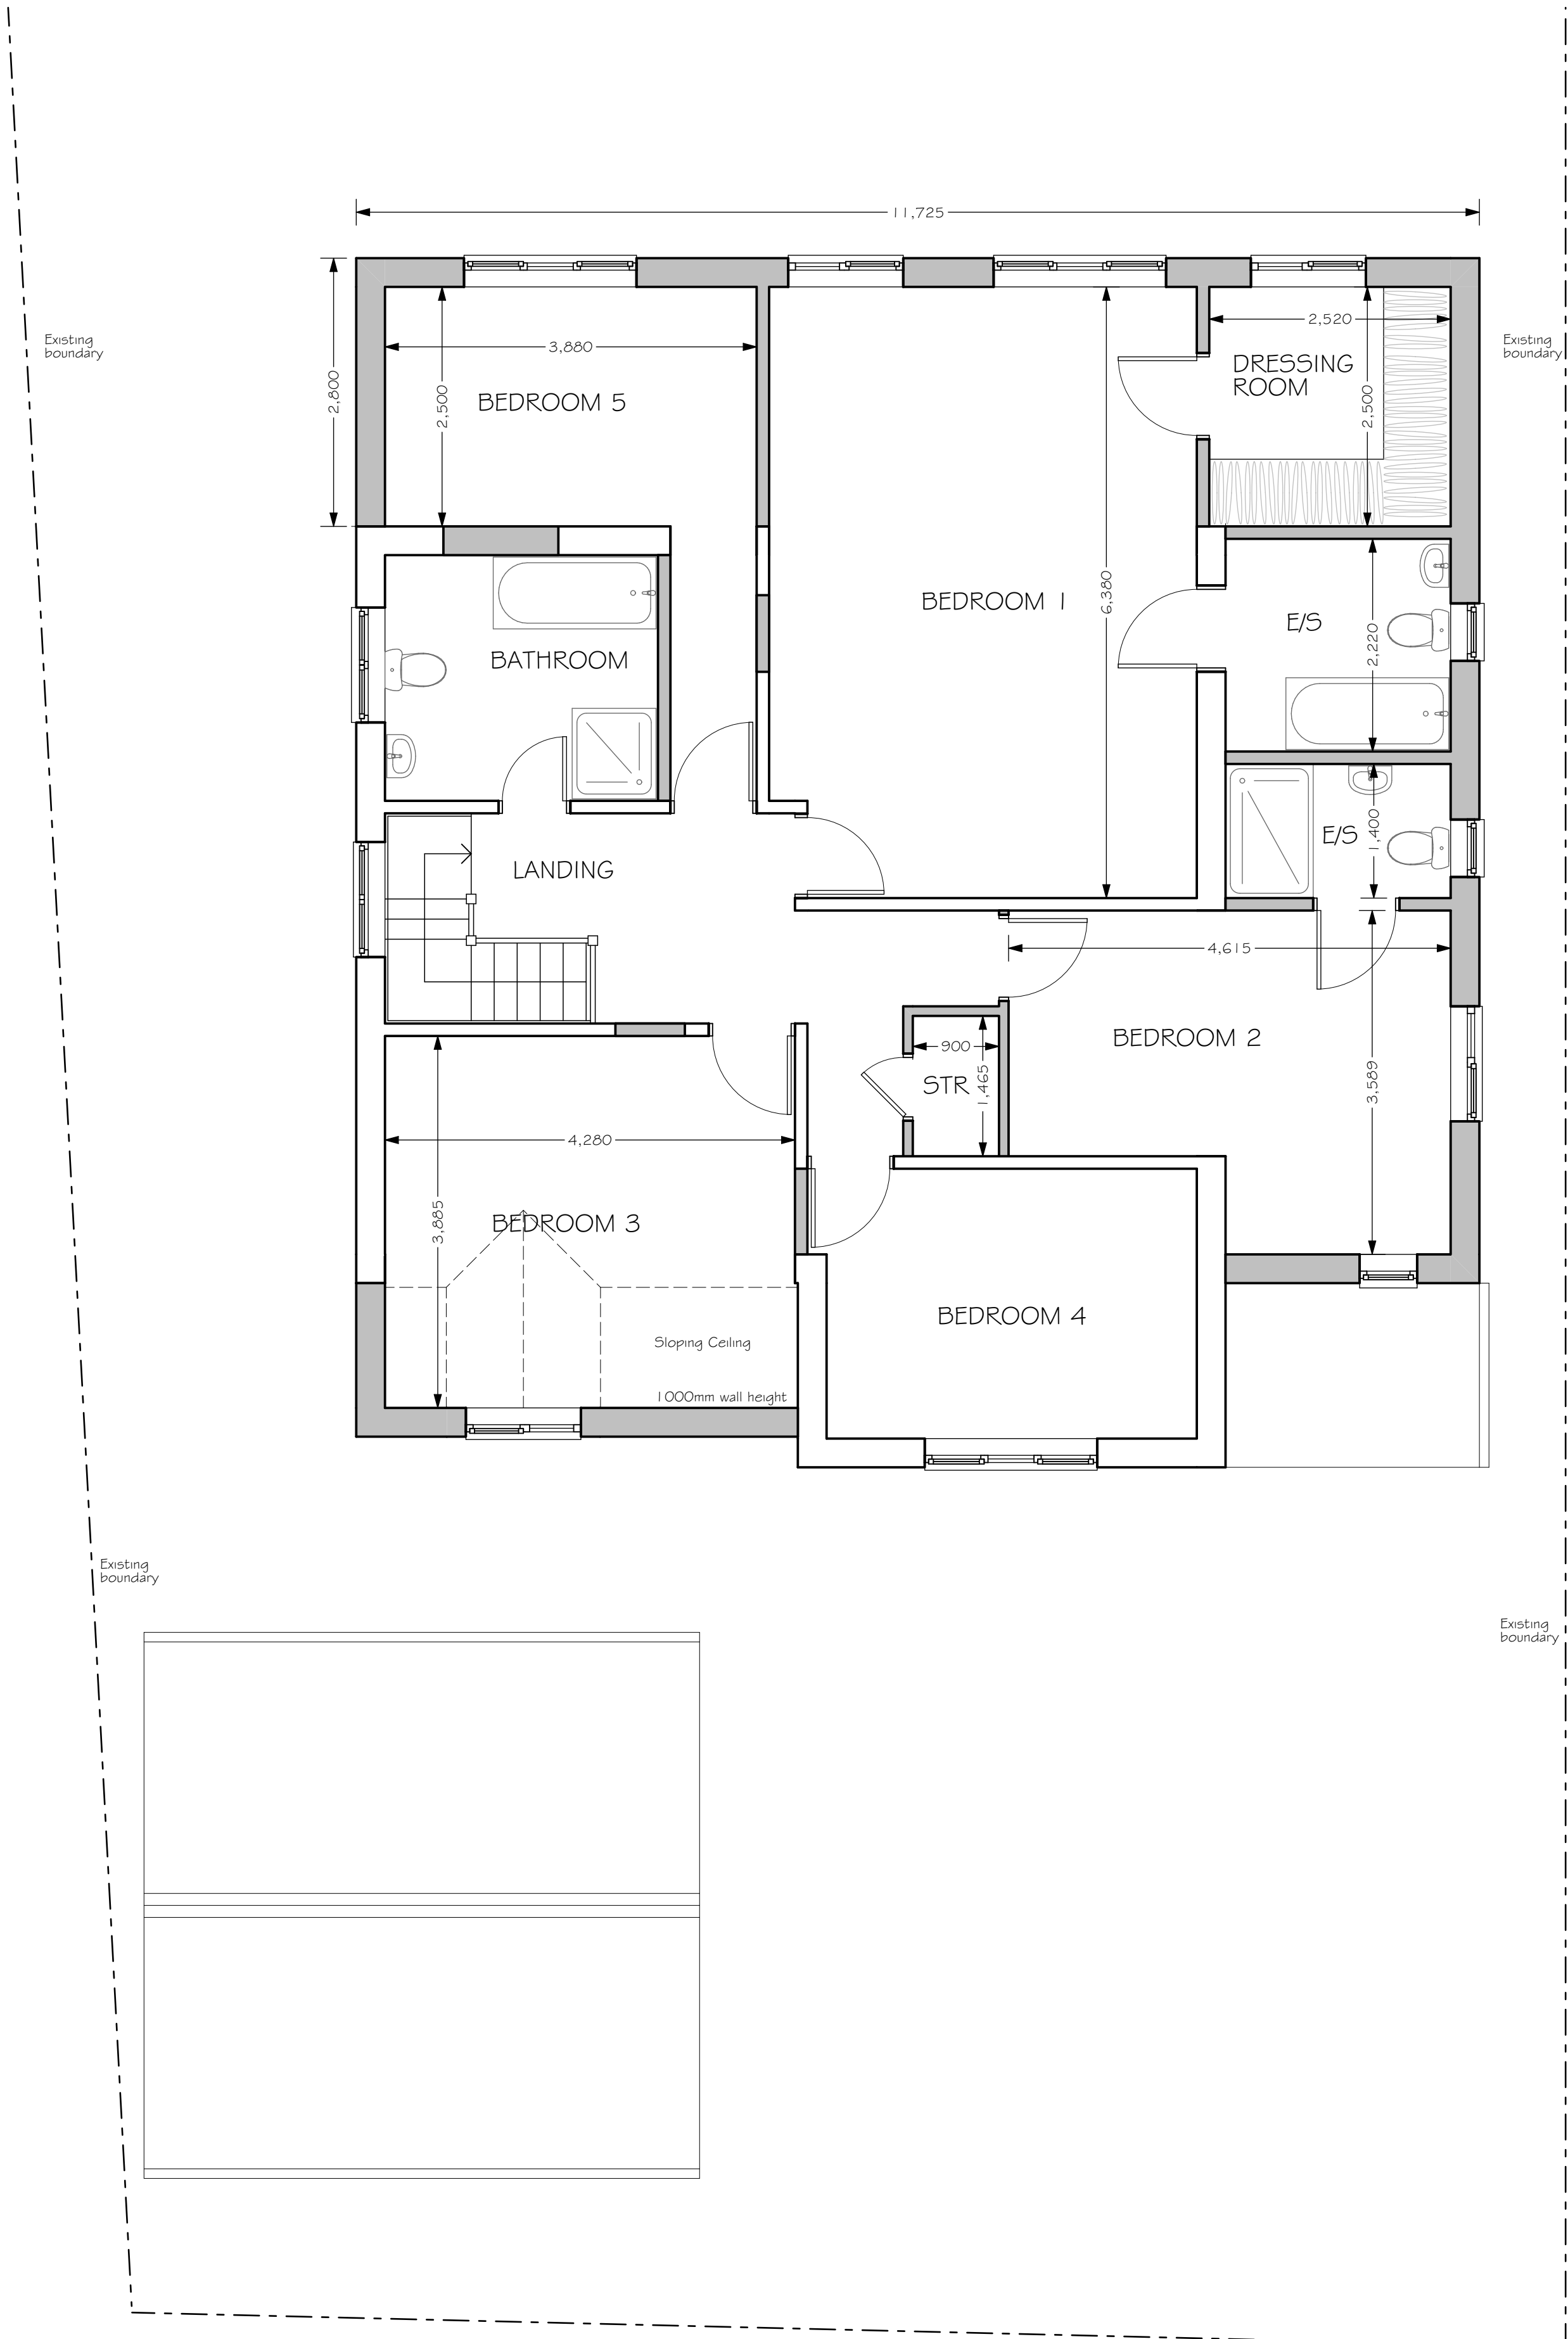 11,725
Existing
boundary
Existing
boundary
2,800
2,500
3,880
BEDROOM 5
2,520
DRESSING
ROOM
2,500
BEDROOM 1
6,380
E/S
2,220
BATHROOM
E/S
1,400
LANDING
4,615
BEDROOM 2
3,589
900
STR
1,465
4,280
3,885
BEDROOM 3
BEDROOM 4
Sloping Ceiling
1000mm wall height
Existing
boundary
Existing
boundary